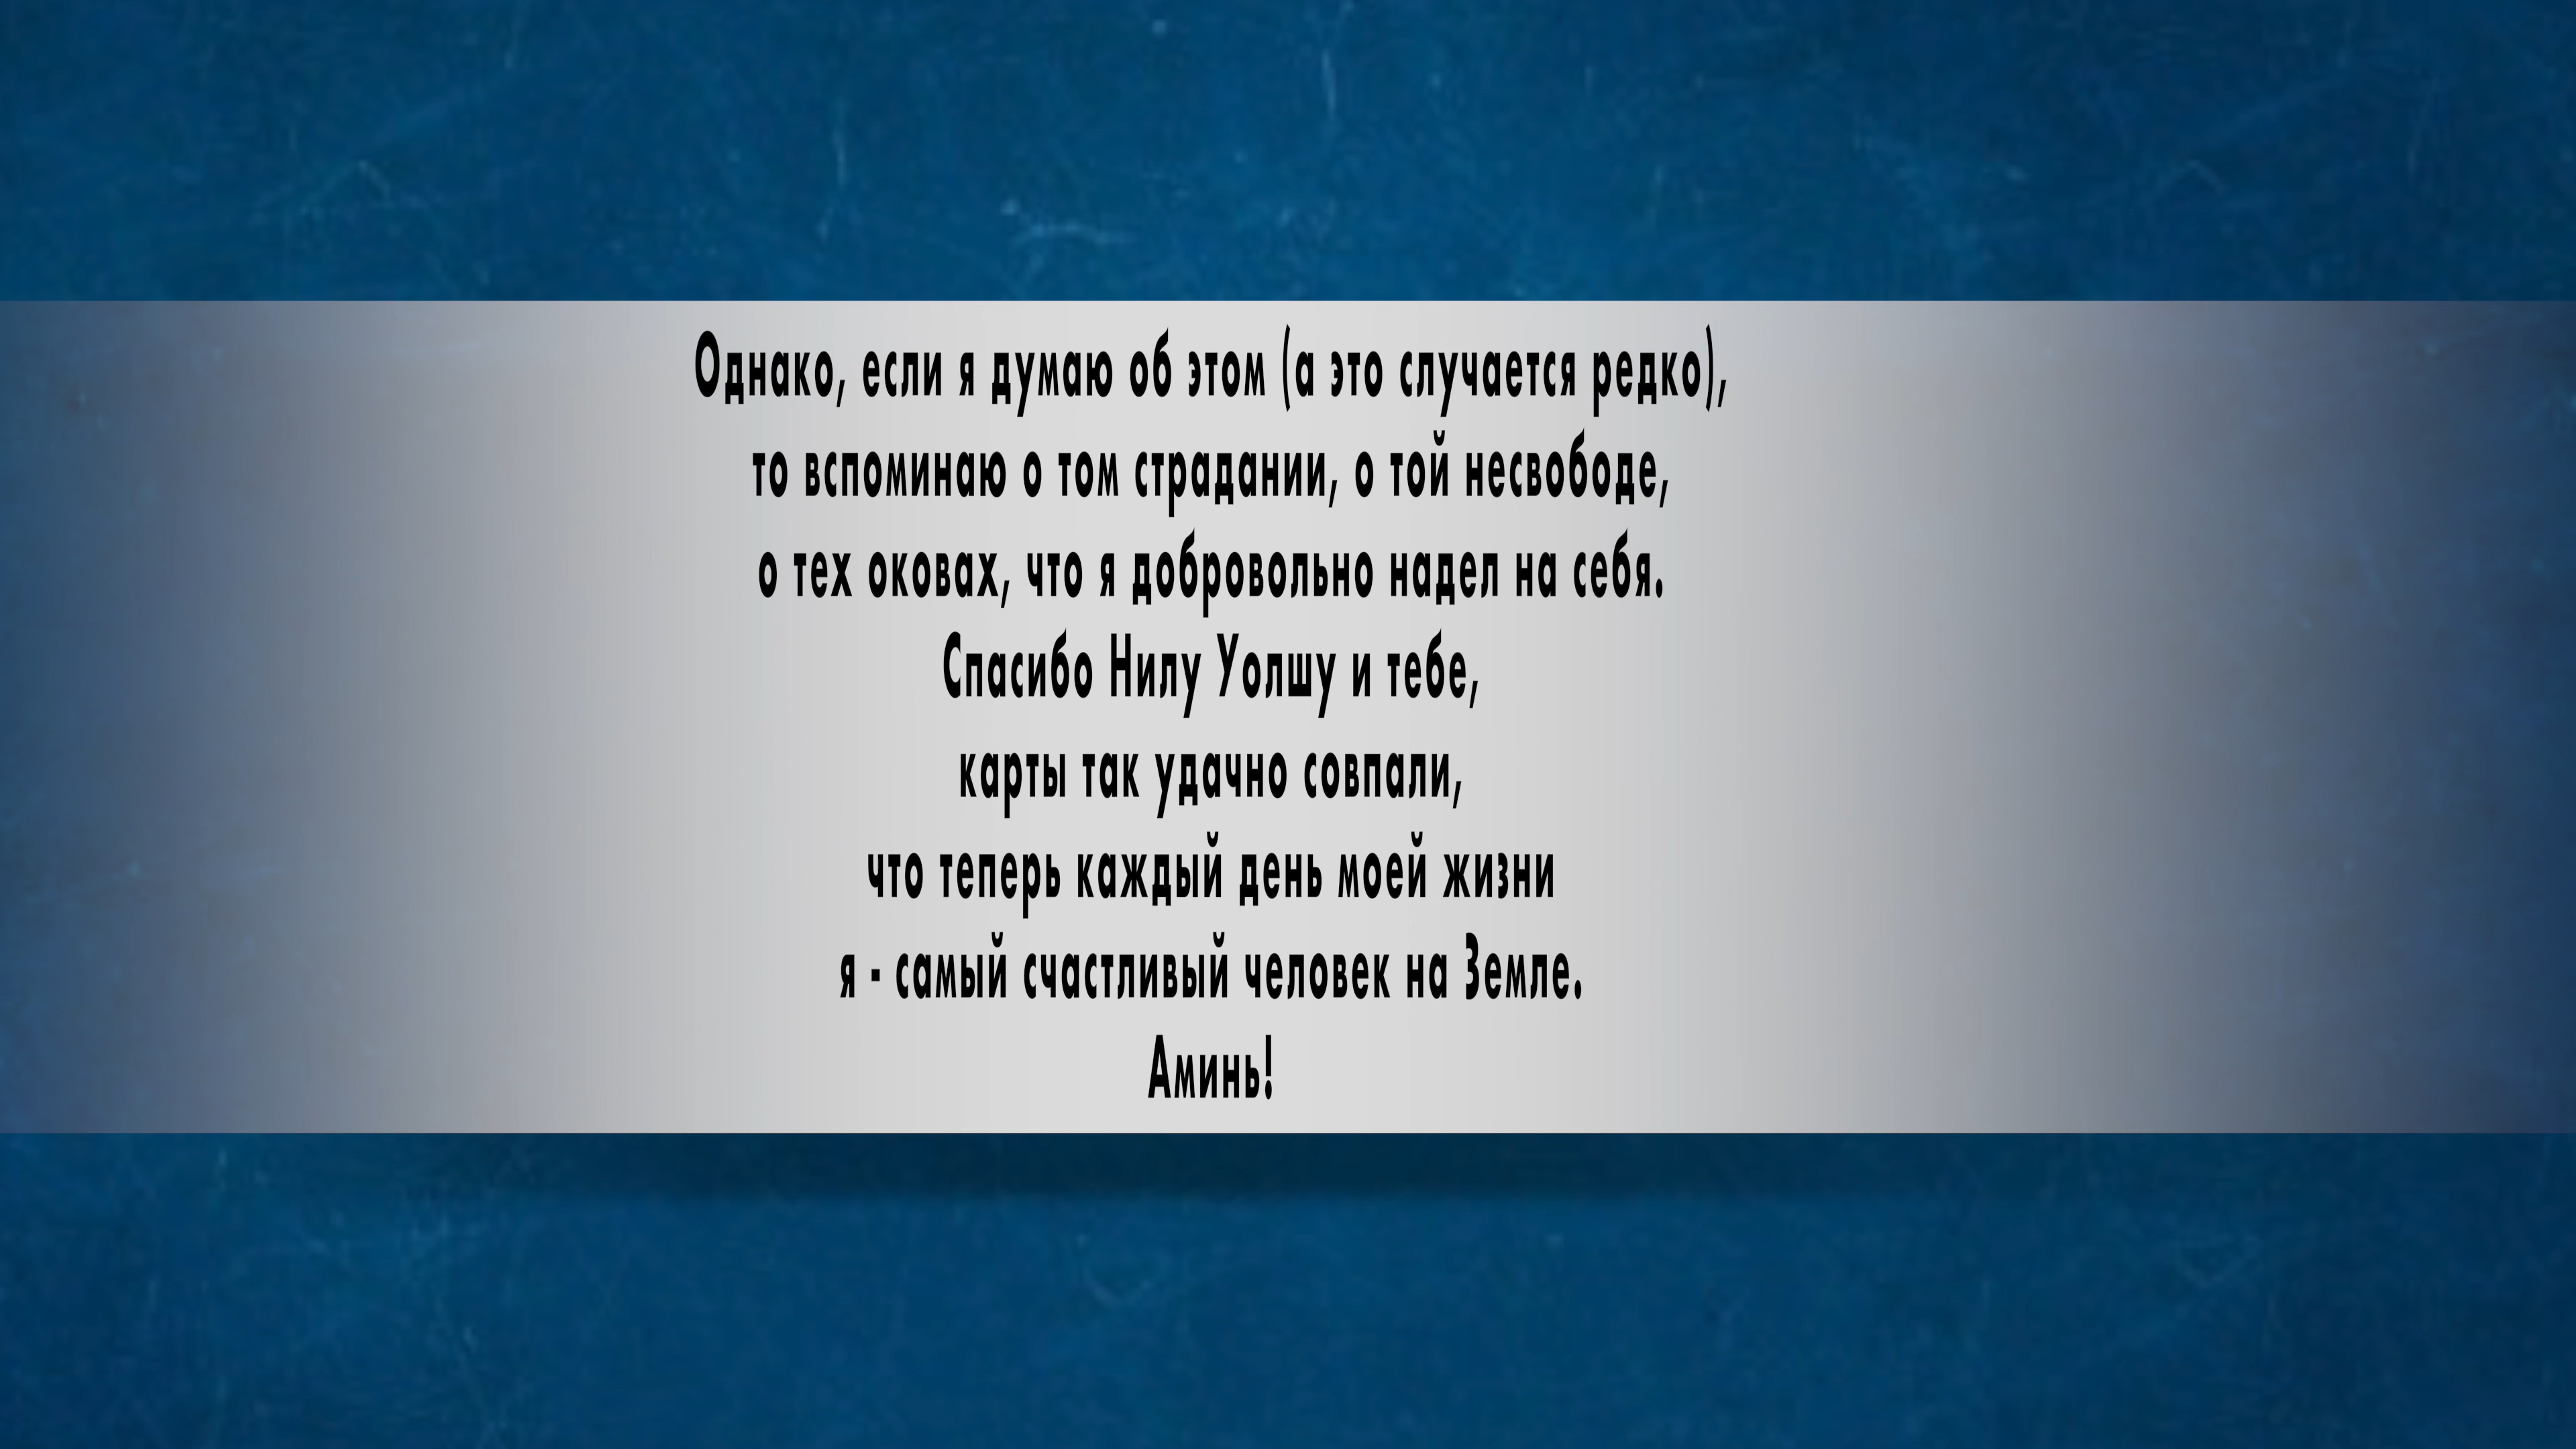 Однако, если я думаю об этом (а это случается редко),
то вспоминаю о том страдании, о той несвободе,
о тех оковах, что я добровольно надел на себя.
Спасибо Нилу Уолшу и тебе,
карты так удачно совпали,
что теперь каждый день моей жизни
я - самый счастливый человек на Земле.
Аминь!